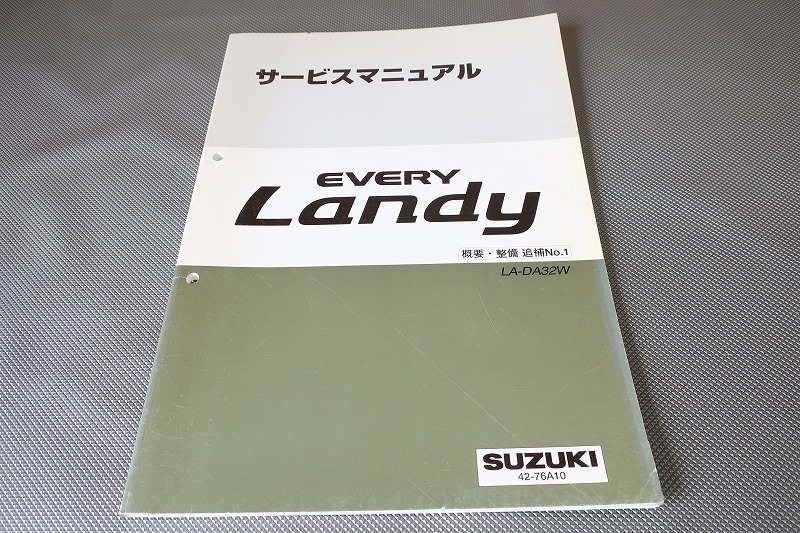 サービスマニュアル
EVERY
Landy
概要・整備 追補No.1
LA-DA32W
SUZUKI
42-76A10